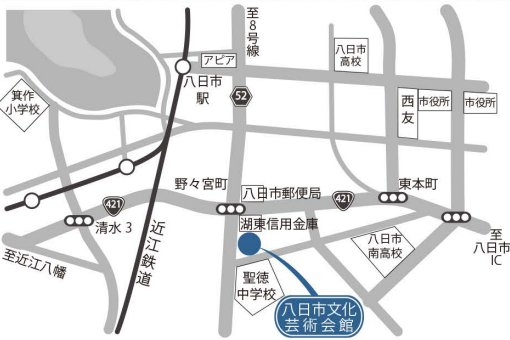 至8号線
アピア
八日市
高校
箕作
小学校
八日市
駅
52
西友
市役所
市役所
421
野々宮町
八日市郵便局
421
東本町
清水3
湖東信用金庫
近江鉄道
至近江八幡
聖徳
中学校
八日市
南高校
至
八日市
IC
八日市文化
芸術会館